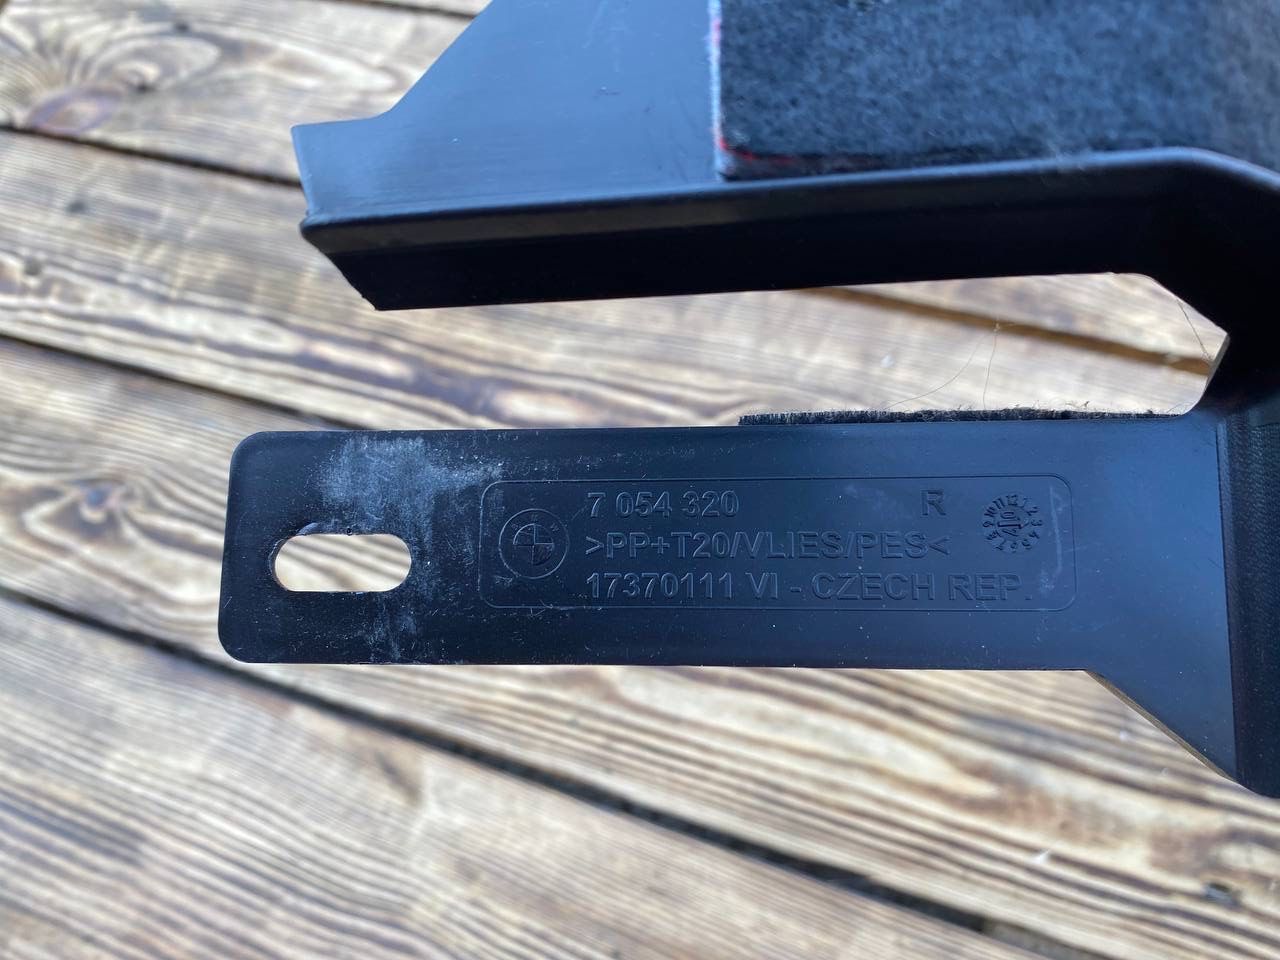 7 054 320 R
>PP+T20/VLIES/PES<
17370111 VI - CZECH REP.